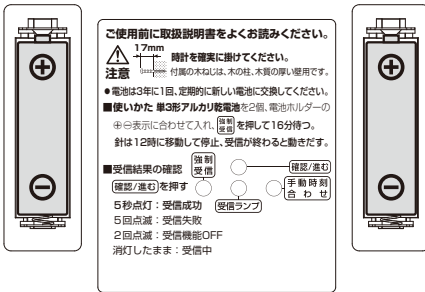 ご使用前に取扱説明書をよくお読みください。
17mm
注意
時計を確実に掛けてください。
付属の木ねじは、木の柱、木質の厚い壁用です。
●電池は3年に1回、定期的に新しい電池に交換してください。
■使いかた 単3形アルカリ乾電池を2個、電池ホルダーの
⊕⊖表示に合わせて入れ、強制受信を押して16分待つ。
針は12時に移動して停止、受信が終わると動きだす。
■受信結果の確認
強制
受信
確認/進む
確認/進むを押す
手動時刻
合わせ
受信ランプ
5秒点灯：受信成功
5回点滅：受信失敗
2回点滅：受信機能OFF
消灯したまま：受信中
⊕
⊖
⊕
⊖